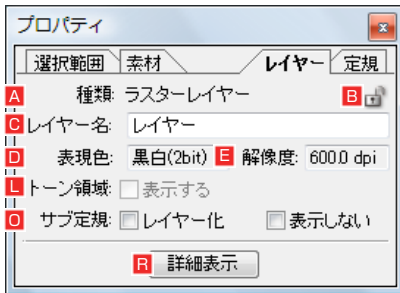 プロパティ
選択範囲 素材 レイヤー 定規
A 種類: ラスターレイヤー B
C レイヤー名: レイヤー
D 表現色: 黒白(2bit) E 解像度: 600.0 dpi
L トーン領域: 表示する
O サブ定規: レイヤー化 表示しない
R 詳細表示